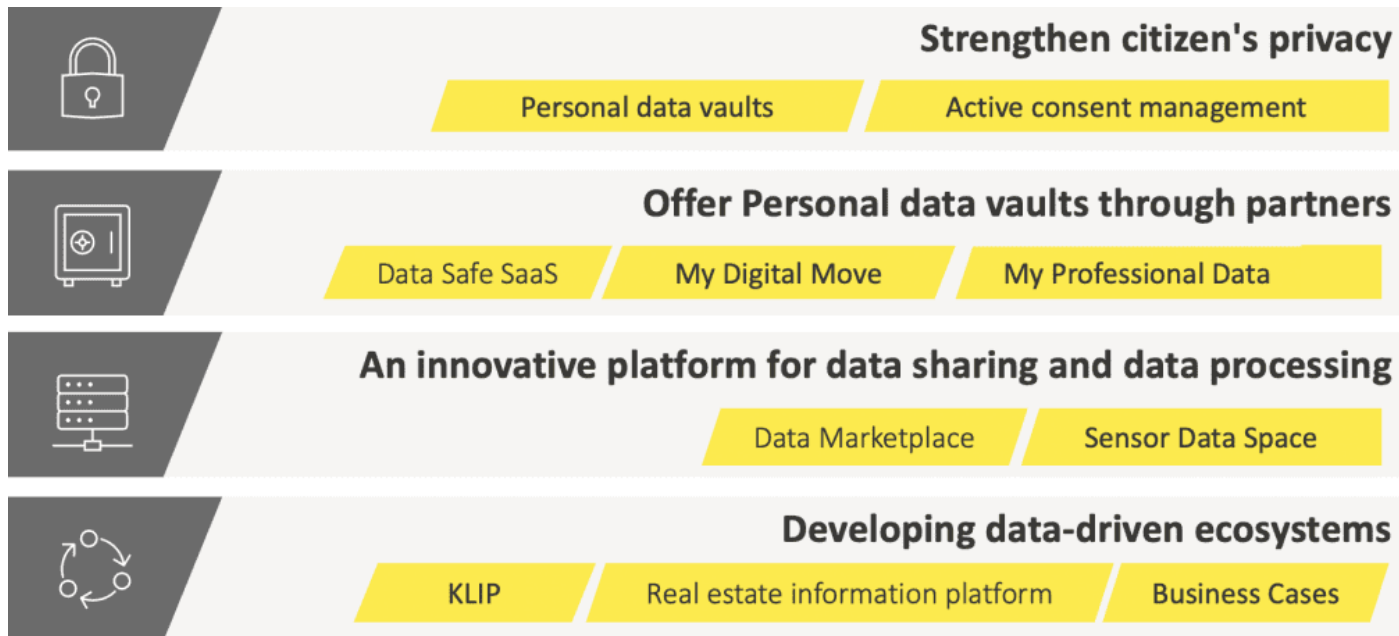 Strengthen citizen's privacy
Personal data vaults Active consent management
Offer Personal data vaults through partners
Data Safe SaaS My Digital Move My Professional Data
An innovative platform for data sharing and data processing
Data Marketplace Sensor Data Space
Developing data-driven ecosystems
KLIP Real estate information platform Business Cases